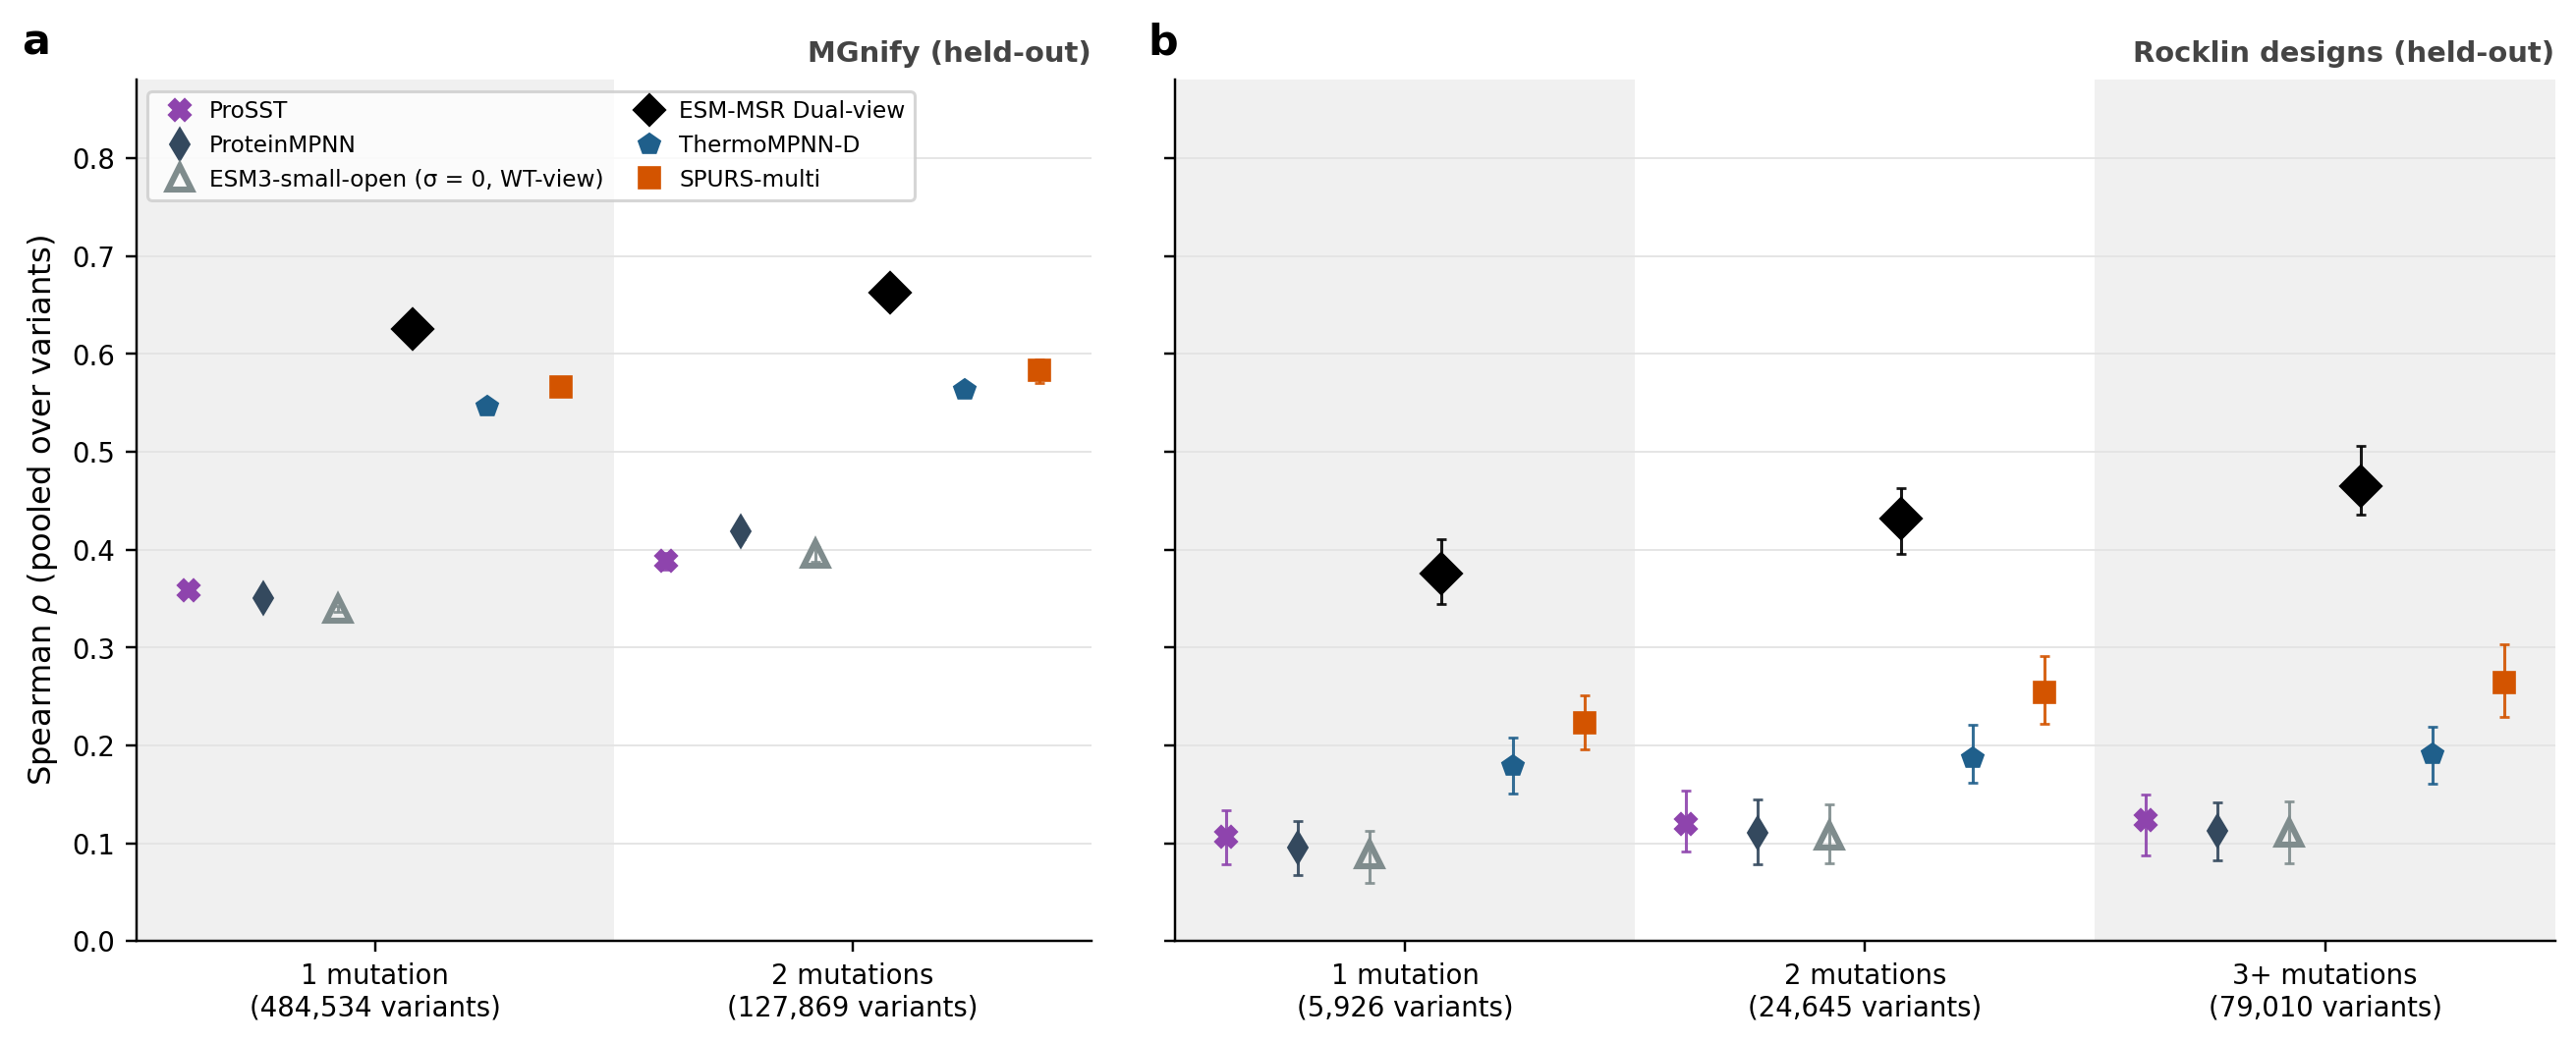 a
MGnify (held-out)
ProSST
ProteinMPNN
ESM3-small-open (σ = 0, WT-view)
ESM-MSR Dual-view
ThermoMPNN-D
SPURS-multi
Spearman ρ (pooled over variants)
0.8
0.7
0.6
0.5
0.4
0.3
0.2
0.1
0.0
1 mutation
(484,534 variants)
2 mutations
(127,869 variants)
b
Rocklin designs (held-out)
1 mutation
(5,926 variants)
2 mutations
(24,645 variants)
3+ mutations
(79,010 variants)